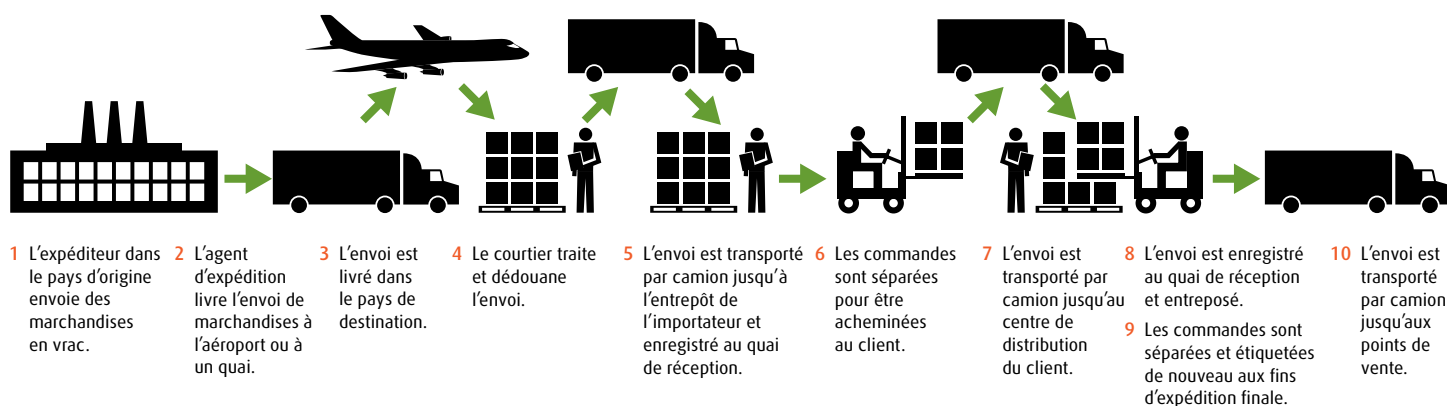 1 L'expéditeur dans
le pays d'origine
envoie des
marchandises
en vrac.
2 L'agent
d'expédition
livre l'envoi de
marchandises à
l'aéroport ou à
un quai.
3 L'envoi est
livré dans
le pays de
destination.
4 Le courtier traite
et dédouane
l'envoi.
5 L'envoi est transporté
par camion jusqu'à
l'entrepôt de
l'importateur et
enregistré au quai
de réception.
6 Les commandes
sont séparées
pour être
acheminées
au client.
7 L'envoi est
transporté par
camion jusqu'au
centre de
distribution
du client.
8 L'envoi est enregistré
au quai de réception
et entreposé.
9 Les commandes sont
séparées et étiquetées
de nouveau aux fins
d'expédition finale.
10 L'envoi est
transporté
par camion
jusqu'aux
points de
vente.